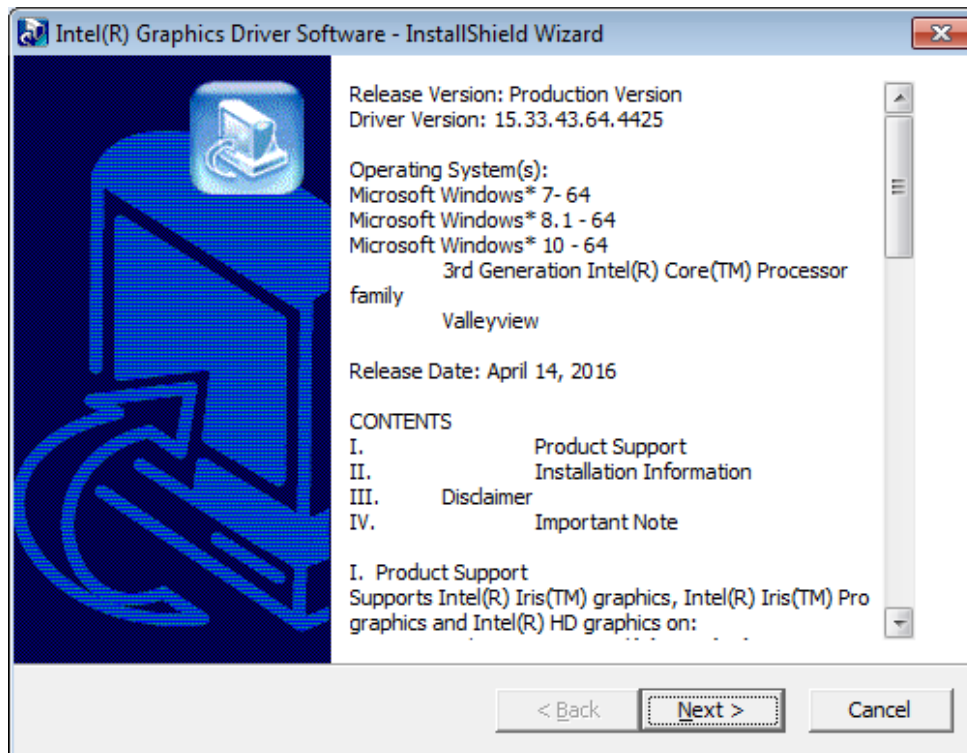 Intel(R) Graphics Driver Software - InstallShield Wizard
Release Version: Production Version
Driver Version: 15.33.43.64.4425
Operating System(s):
Microsoft Windows* 7- 64
Microsoft Windows* 8.1 - 64
Microsoft Windows* 10 - 64
3rd Generation Intel(R) Core(TM) Processor
family
Valleyview
Release Date: April 14, 2016
CONTENTS
I. Product Support
II. Installation Information
III. Disclaimer
IV. Important Note
I. Product Support
Supports Intel(R) Iris(TM) graphics, Intel(R) Iris(TM) Pro
graphics and Intel(R) HD graphics on:
< Back Next > Cancel